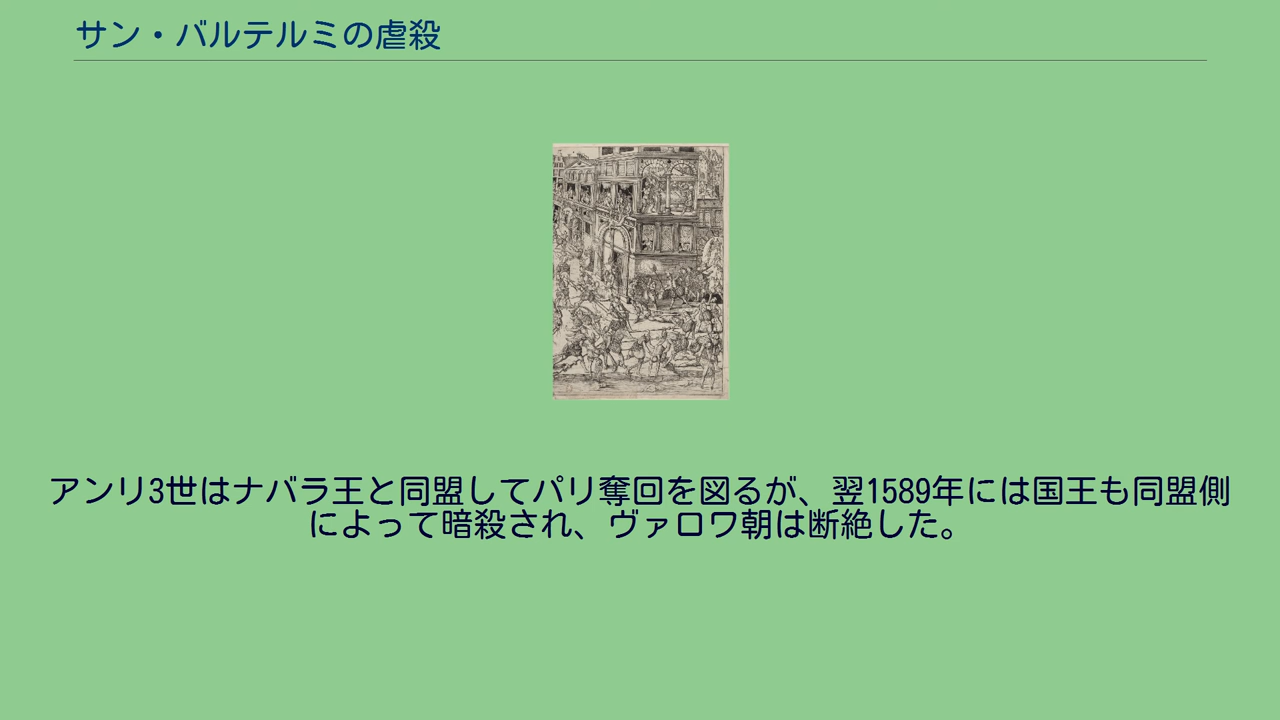 サン・バルテルミの虐殺
アンリ3世はナバラ王と同盟してパリ奪回を図るが、翌1589年には国王も同盟側
によって暗殺され、ヴァロワ朝は断絶した。